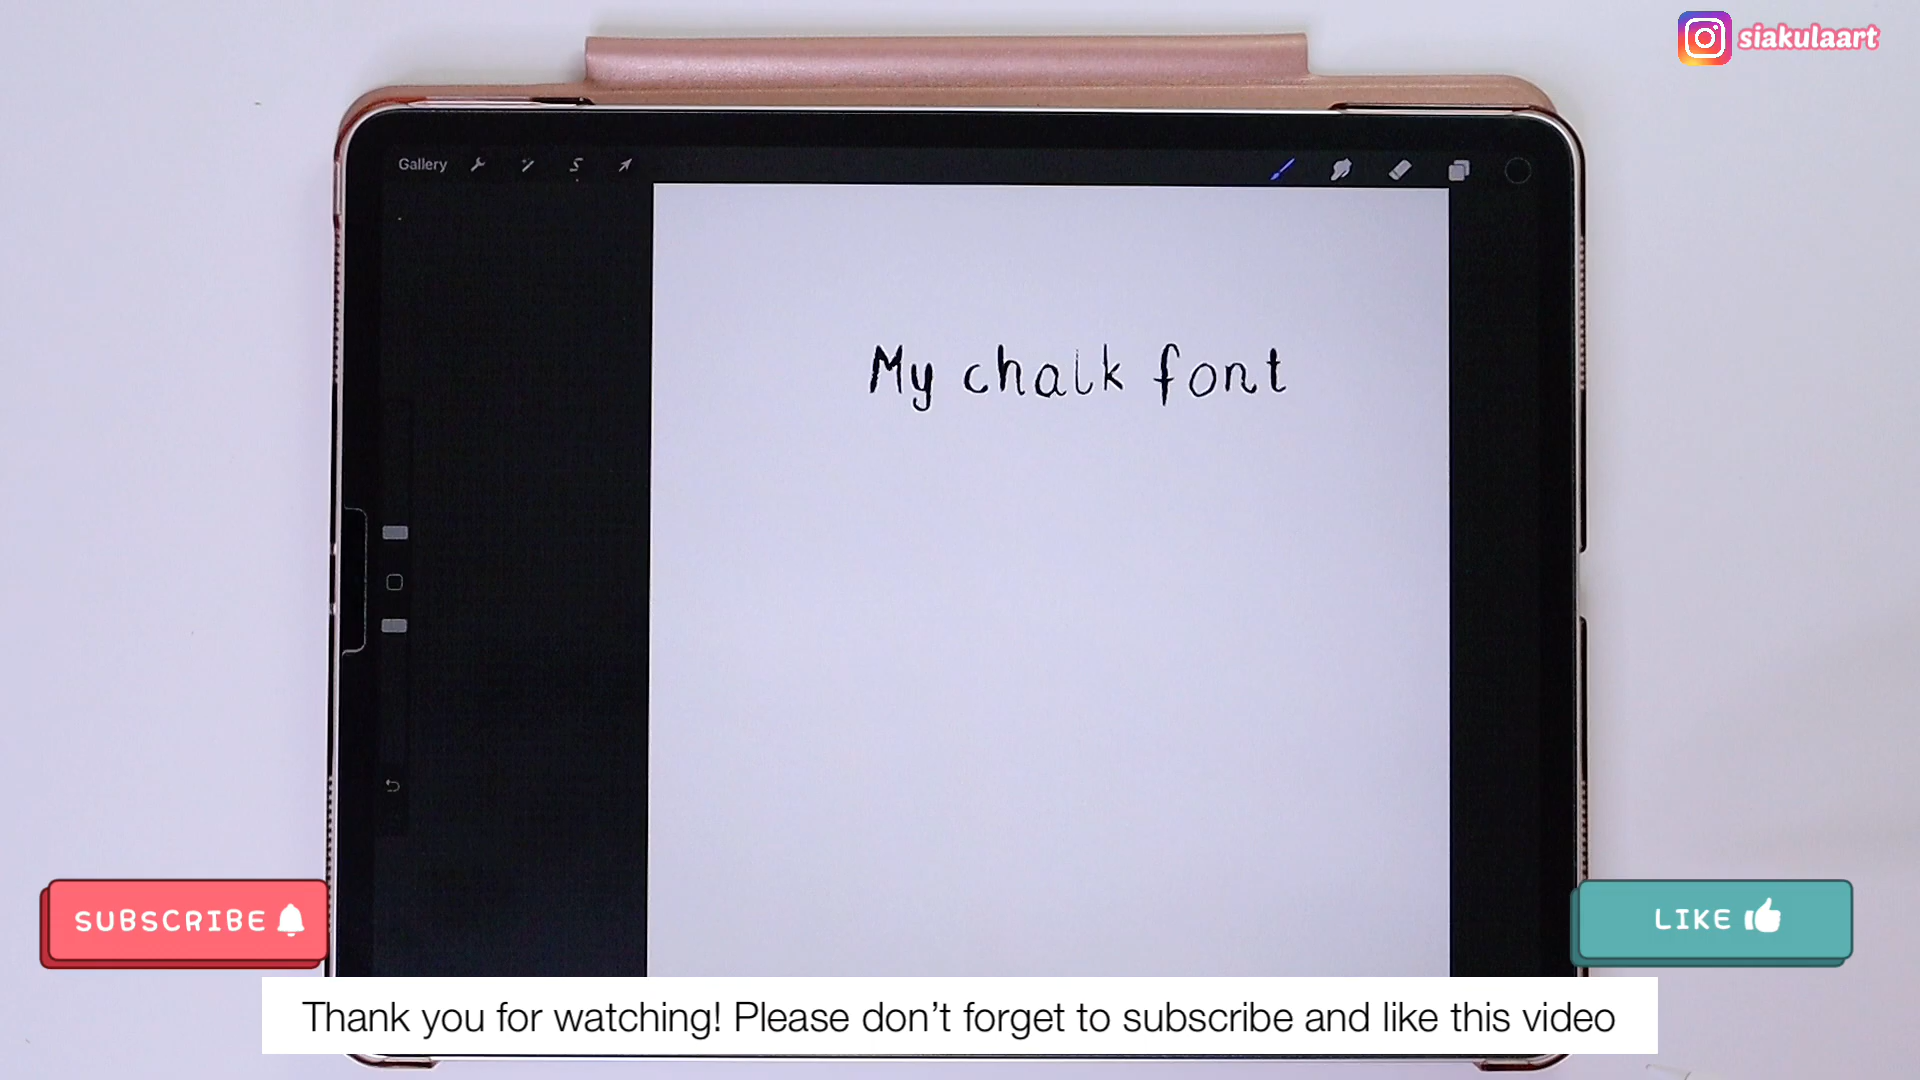 siakulaart
Gallery
My chalk font
SUBSCRIBE
LIKE
Thank you for watching! Please don't forget to subscribe and like this video